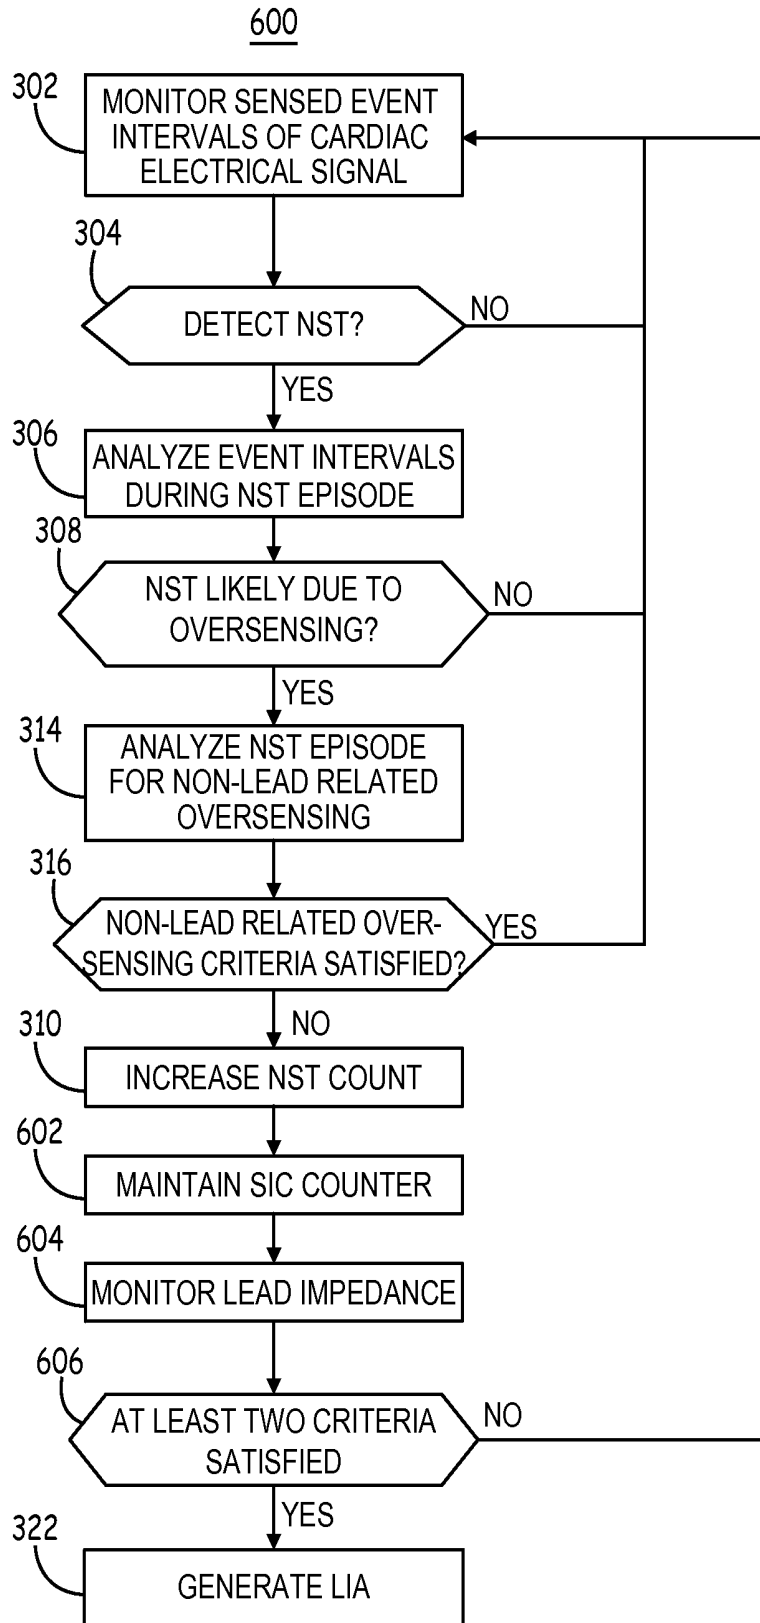 600
302
MONITOR SENSED EVENT
INTERVALS OF CARDIAC
ELECTRICAL SIGNAL
304
DETECT NST?
NO
YES
306
ANALYZE EVENT INTERVALS
DURING NST EPISODE
308
NST LIKELY DUE TO
OVERSENSING?
NO
YES
314
ANALYZE NST EPISODE
FOR NON-LEAD RELATED
OVERSENSING
316
NON-LEAD RELATED OVER-
SENSING CRITERIA SATISFIED?
YES
NO
310
INCREASE NST COUNT
602
MAINTAIN SIC COUNTER
604
MONITOR LEAD IMPEDANCE
606
AT LEAST TWO CRITERIA
SATISFIED
NO
YES
322
GENERATE LIA